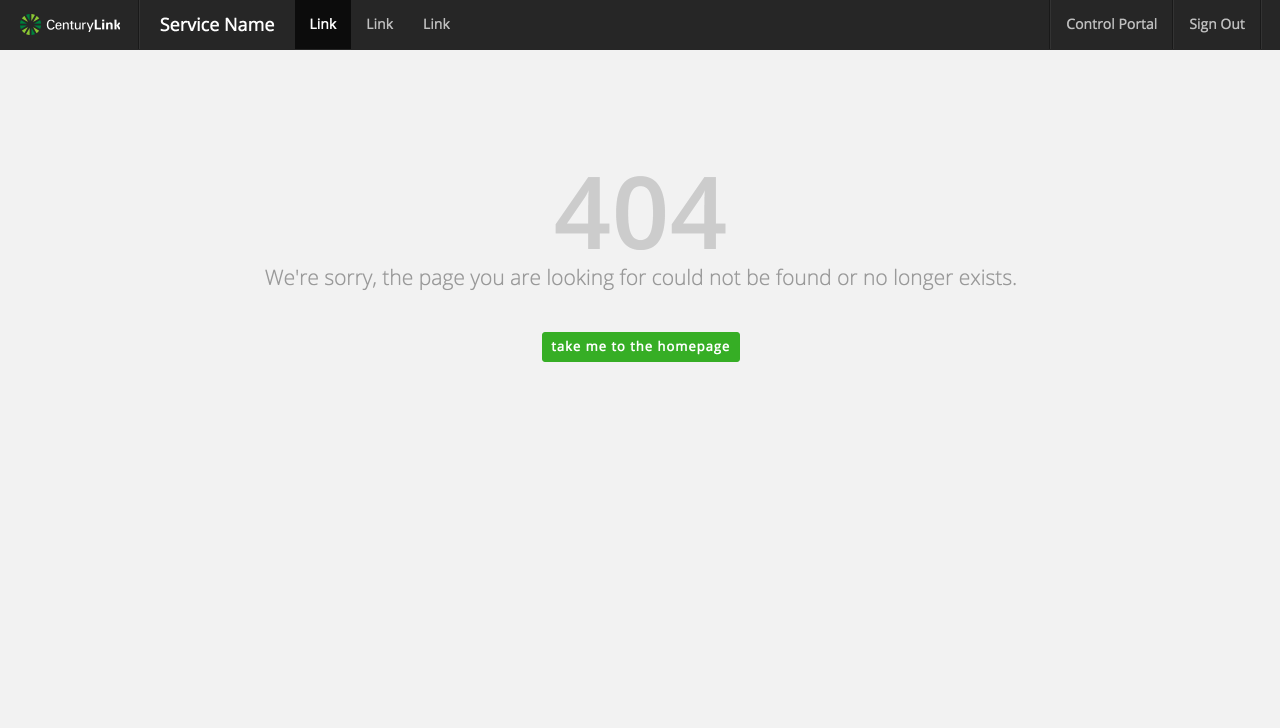 CenturyLink Service Name Link Link Link Control Portal Sign Out
404
We're sorry, the page you are looking for could not be found or no longer exists.
take me to the homepage